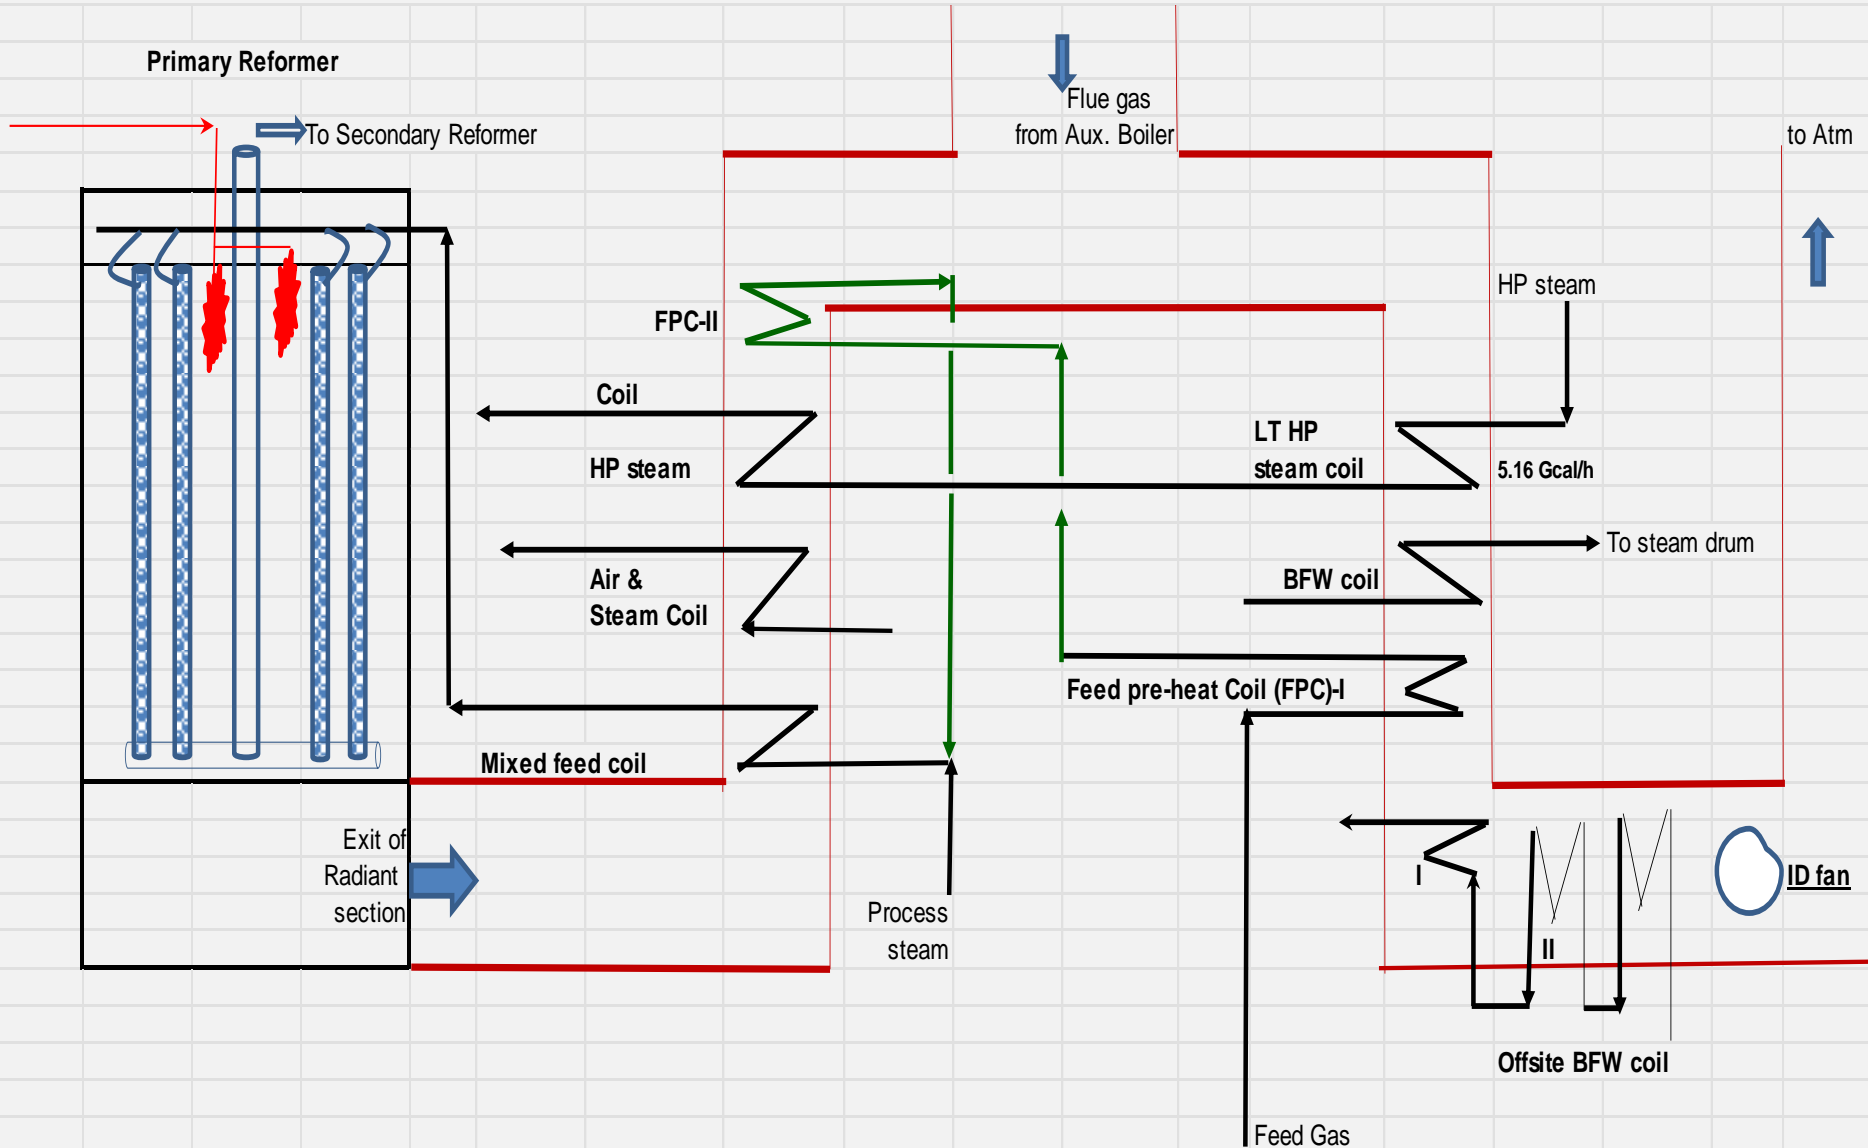 Primary Reformer
To Secondary Reformer
Flue gas
from Aux. Boiler
to Atm
HP steam
FPC-II
Coil
HP steam
LT HP
steam coil
5.16 Gcal/h
To steam drum
Air &
Steam Coil
BFW coil
Feed pre-heat Coil (FPC)-I
Mixed feed coil
Exit of
Radiant
section
Process
steam
I
II
ID fan
Offsite BFW coil
Feed Gas